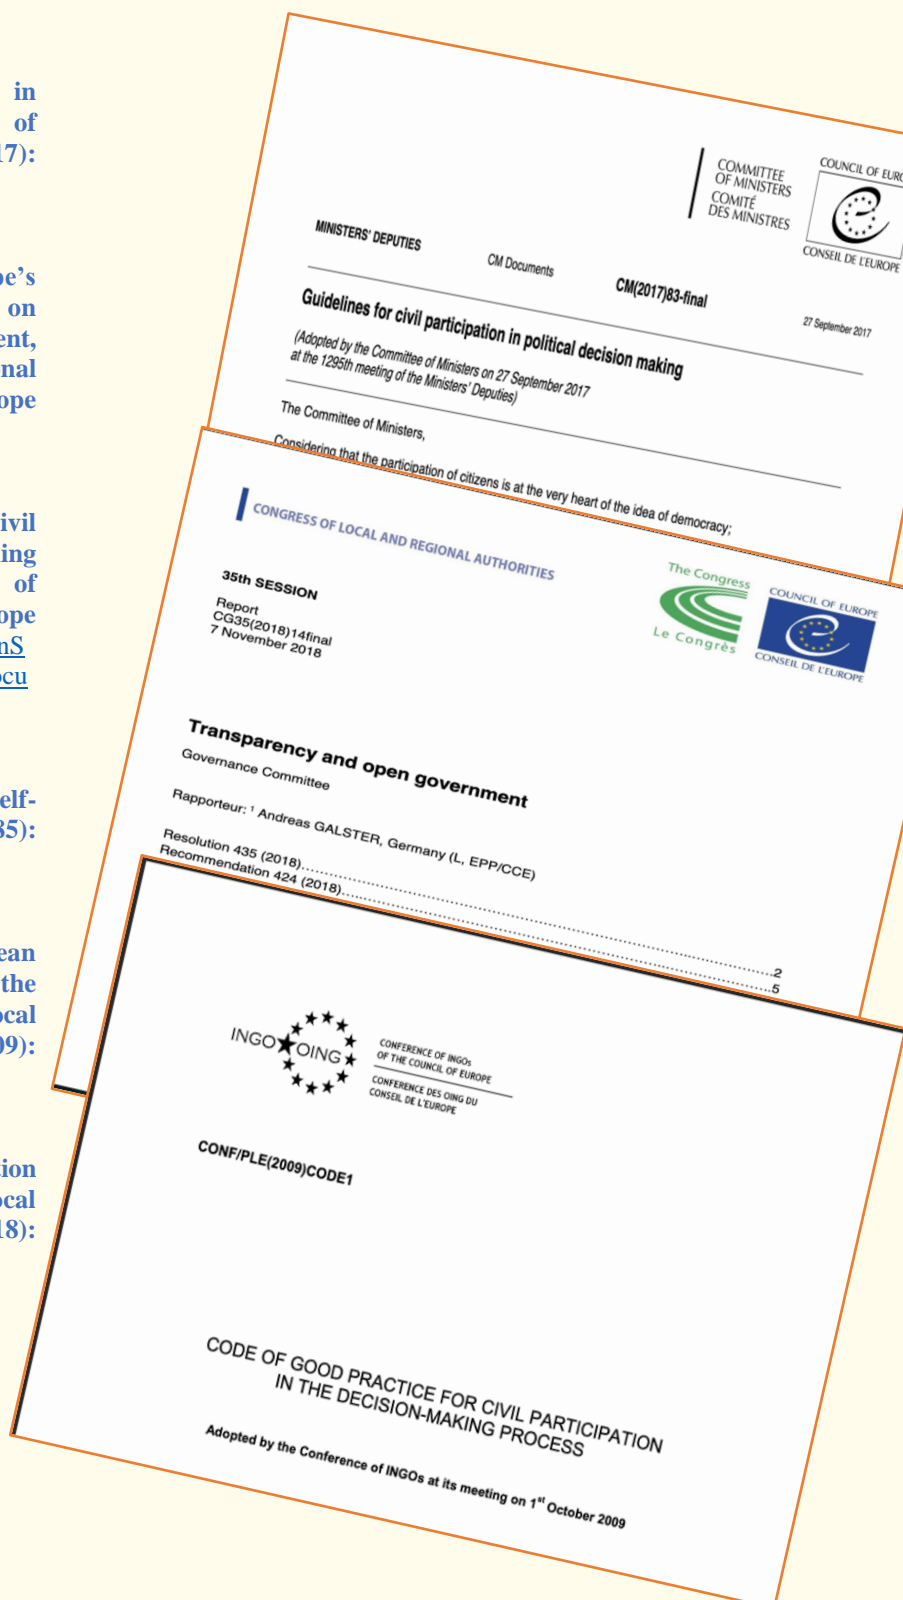 in
of
17):
pe's
on
ent,
onal
ope
ivil
ing
of
ope
nS
ocu
elf-
85):
ean
the
ocal
09):
tion
ocal
18):
COMMITTEE
OF MINISTERS
COMITÉ
DES MINISTRES
COUNCIL OF EURO
CONSEIL DE L'EUROPE
MINISTERS' DEPUTIES
CM Documents
CM(2017)83-final
27 September 2017
Guidelines for civil participation in political decision making
(Adopted by the Committee of Ministers on 27 September 2017
at the 1295th meeting of the Ministers' Deputies)
The Committee of Ministers,
Considering that the participation of citizens is at the very heart of the idea of democracy;
CONGRESS OF LOCAL AND REGIONAL AUTHORITIES
The Congress
Le Congrès
COUNCIL OF EUROPE
CONSEIL DE L'EUROPE
35th SESSION
Report
CG35(2018)14final
7 November 2018
Transparency and open government
Governance Committee
Rapporteur: 1 Andreas GALSTER, Germany (L, EPP/CCE)
Resolution 435 (2018)..........2
Recommendation 424 (2018)..........5
INGO OING
CONFERENCE OF INGOs
OF THE COUNCIL OF EUROPE
CONFERENCE DES OING DU
CONSEIL DE L'EUROPE
CONF/PLE(2009)CODE1
CODE OF GOOD PRACTICE FOR CIVIL PARTICIPATION
IN THE DECISION-MAKING PROCESS
Adopted by the Conference of INGOs at its meeting on 1st October 2009